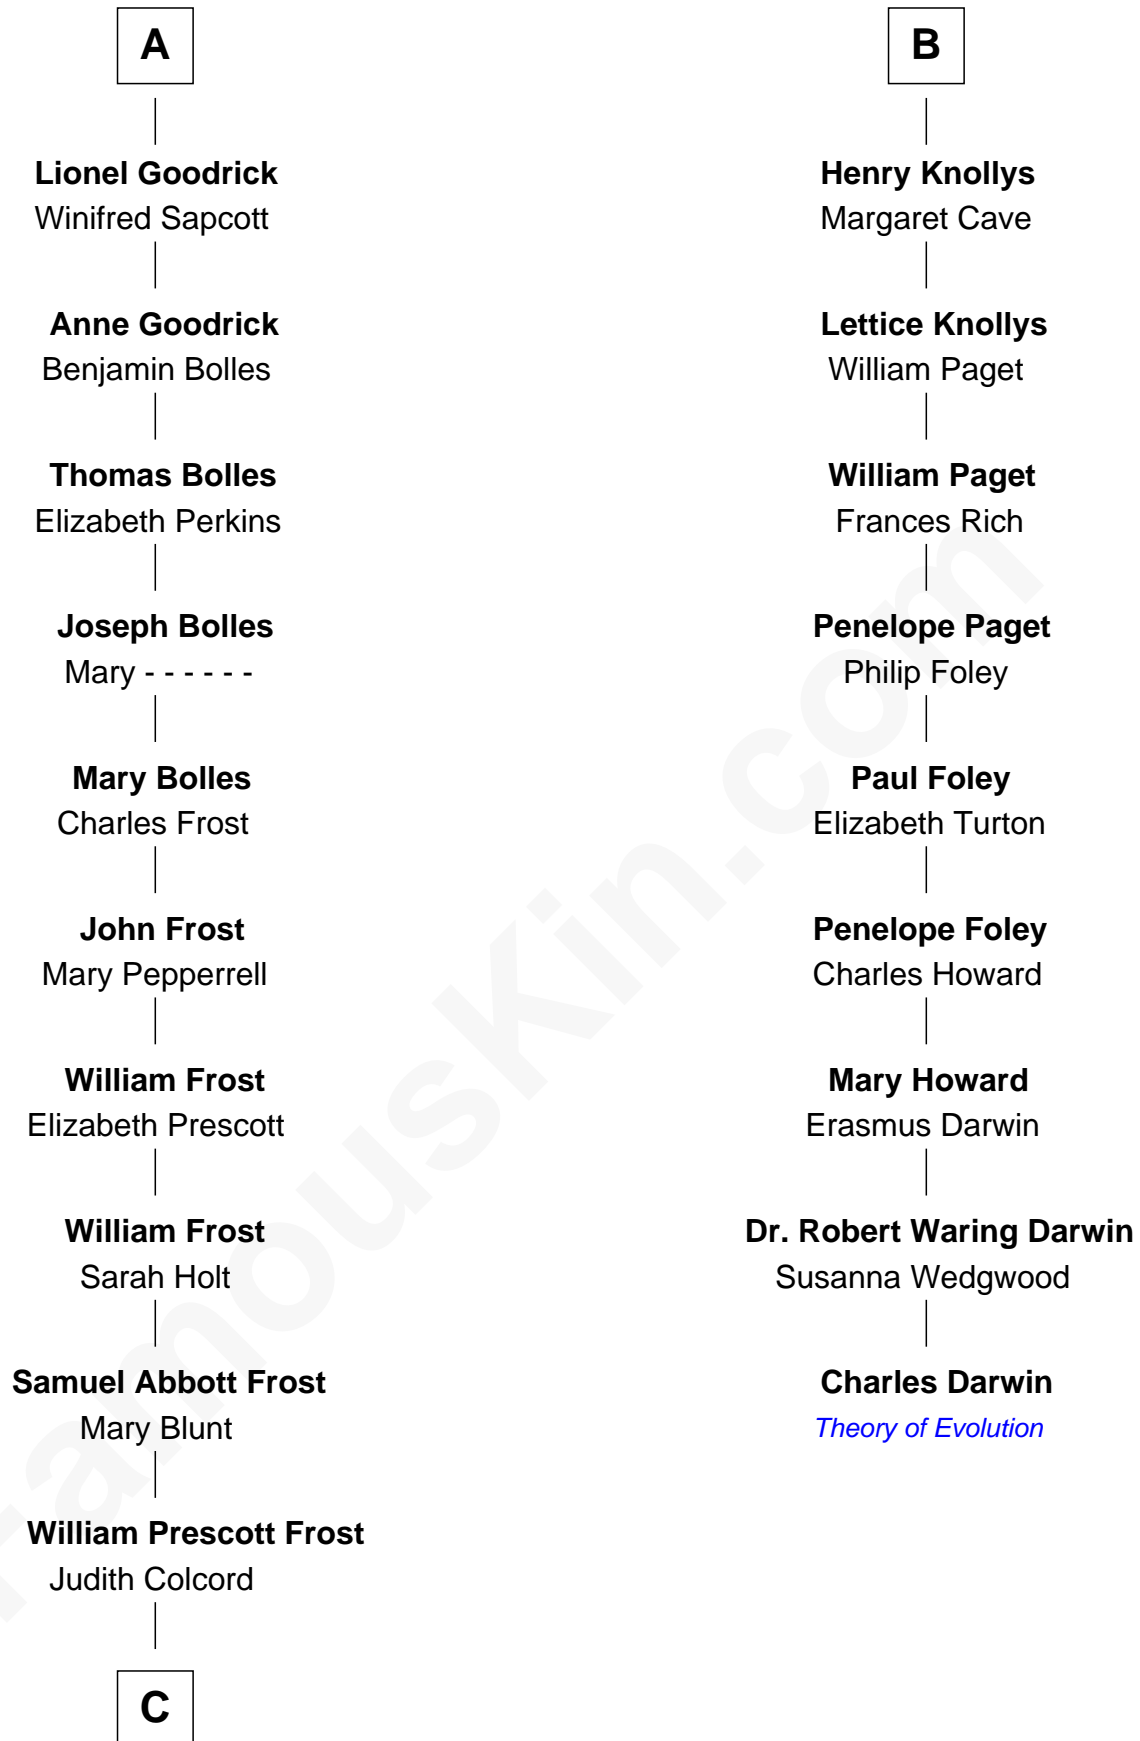 A
Lionel Goodrick
Winifred Sapcott
Anne Goodrick
Benjamin Bolles
Thomas Bolles
Elizabeth Perkins
Joseph Bolles
Mary - - - - - -
Mary Bolles
Charles Frost
John Frost
Mary Pepperrell
William Frost
Elizabeth Prescott
William Frost
Sarah Holt
Samuel Abbott Frost
Mary Blunt
William Prescott Frost
Judith Colcord
C
B
Henry Knollys
Margaret Cave
Lettice Knollys
William Paget
William Paget
Frances Rich
Penelope Paget
Philip Foley
Paul Foley
Elizabeth Turton
Penelope Foley
Charles Howard
Mary Howard
Erasmus Darwin
Dr. Robert Waring Darwin
Susanna Wedgwood
Charles Darwin
Theory of Evolution
FamousKin.com